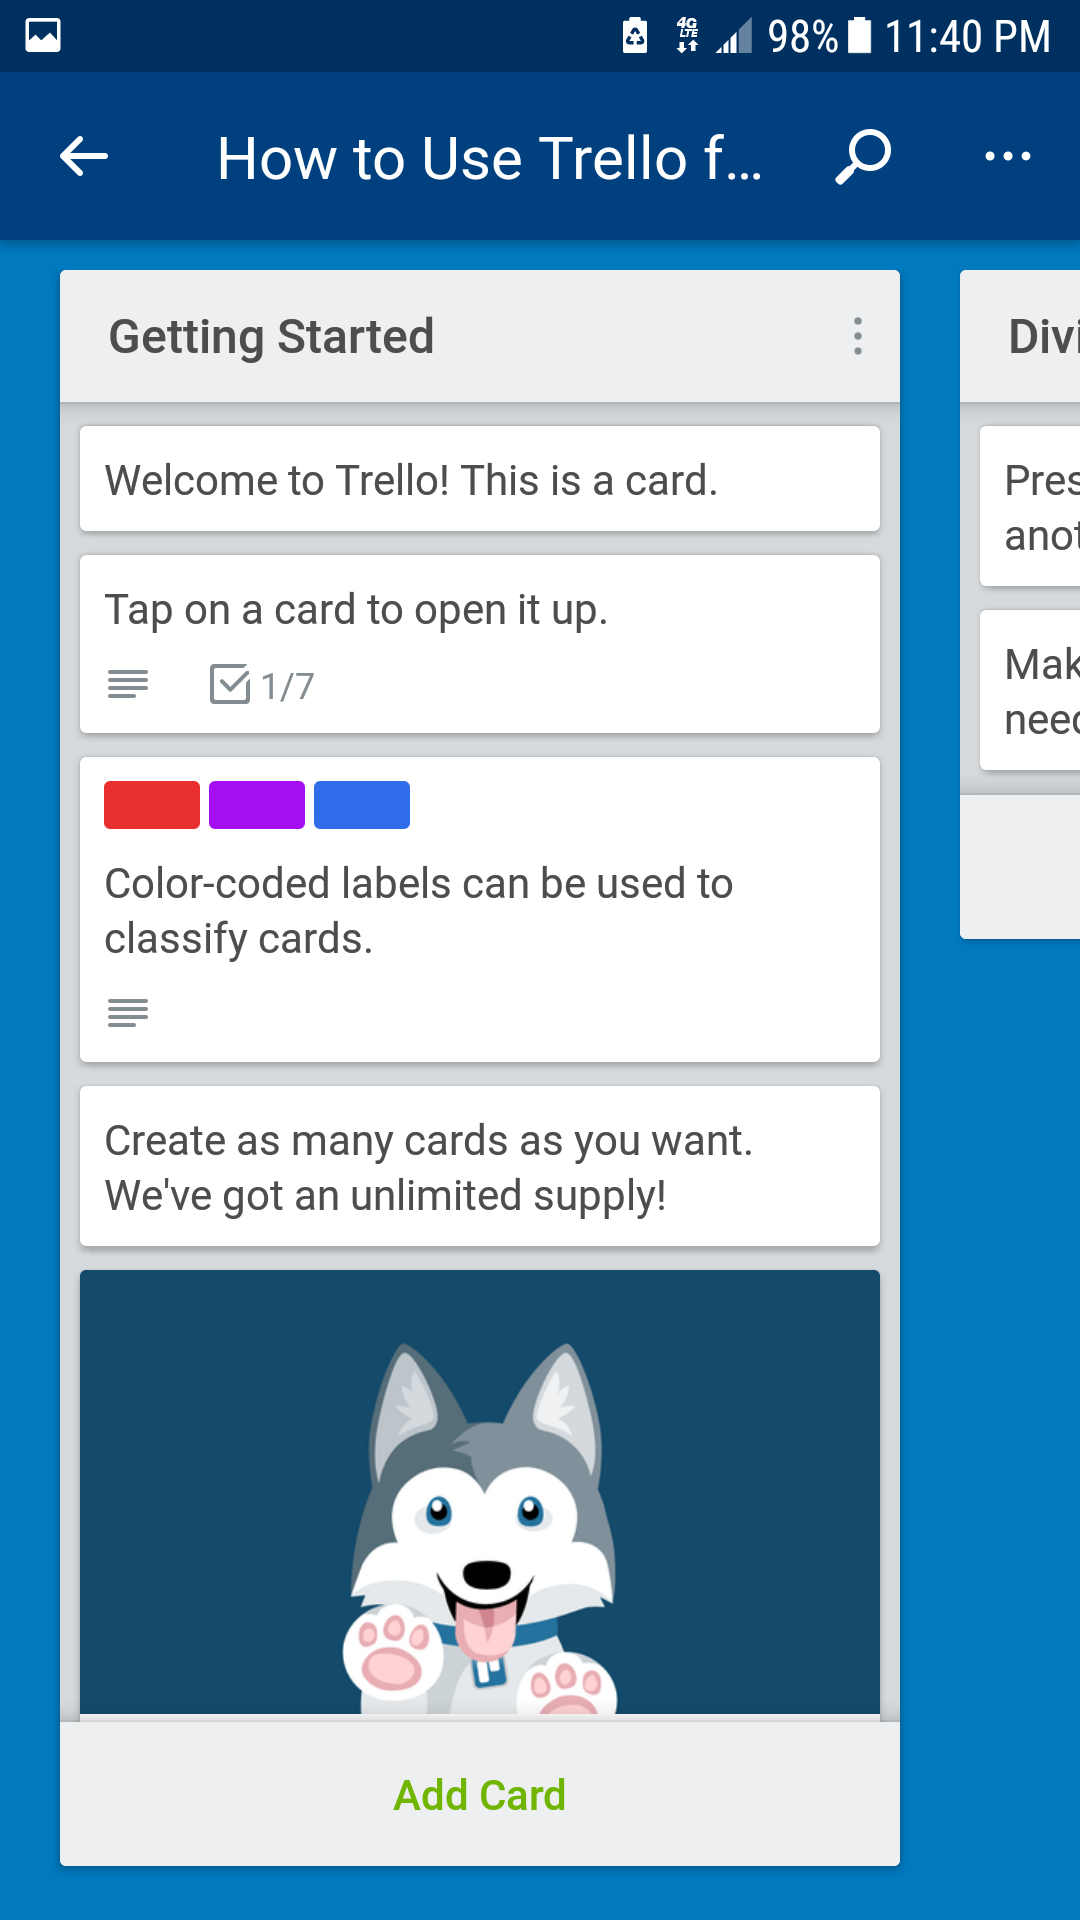 4G LTE 98% 11:40 PM
How to Use Trello f...
Getting Started
Welcome to Trello! This is a card.
Tap on a card to open it up.
1/7
Color-coded labels can be used to
classify cards.
Create as many cards as you want.
We've got an unlimited supply!
Add Card
Divi
Pres
anot
Mak
need